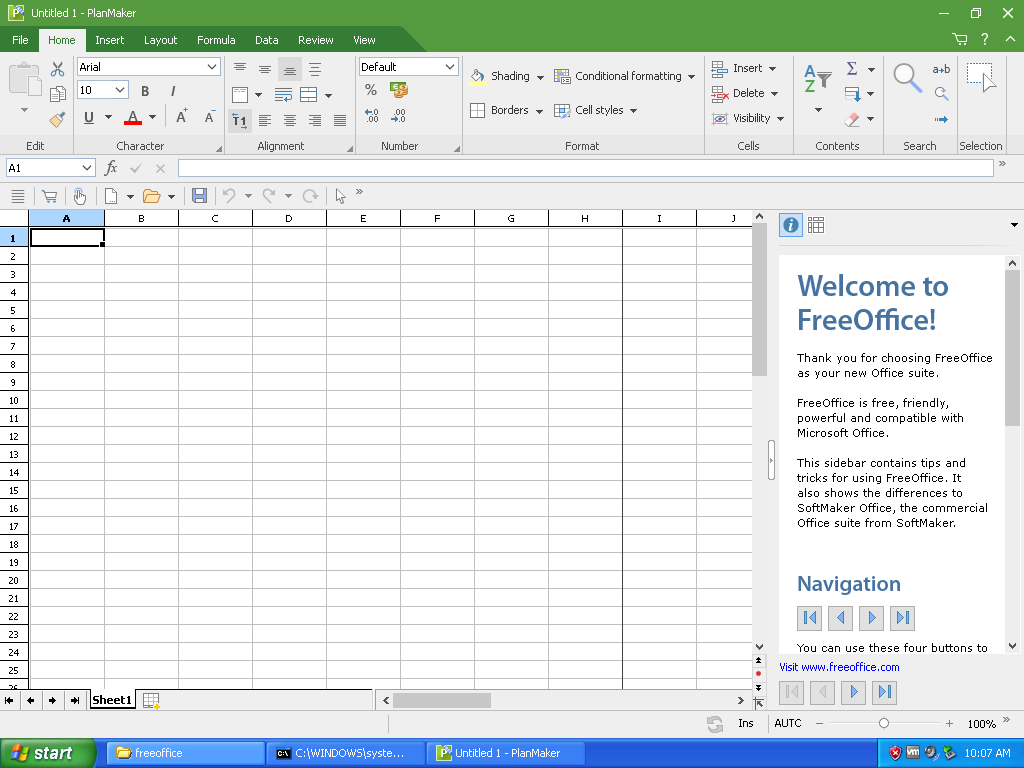 Untitled 1 - PlanMaker
File Home Insert Layout Formula Data Review View
Arial Default Shading Conditional formatting Insert
10 B I % Borders Cell styles Delete
U A A A T1 .00 .00 Visibility
A Z Σ a→b
Edit Character Alignment Number Format Cells Contents Search Selection
A1 fx
A B C D E F G H I J
1
2
3
4
5
6
7
8
9
10
11
12
13
14
15
16
17
18
19
20
21
22
23
24
25
26
Welcome to
FreeOffice!
Thank you for choosing FreeOffice
as your new Office suite.
FreeOffice is free, friendly,
powerful and compatible with
Microsoft Office.
This sidebar contains tips and
tricks for using FreeOffice. It
also shows the differences to
SoftMaker Office, the commercial
Office suite from SoftMaker.
Navigation
You can use these four buttons to
Visit www.freeoffice.com
Sheet1
Ins AUTC 100%
start freeoffice C:\WINDOWS\syste... Untitled 1 - PlanMaker 10:07 AM